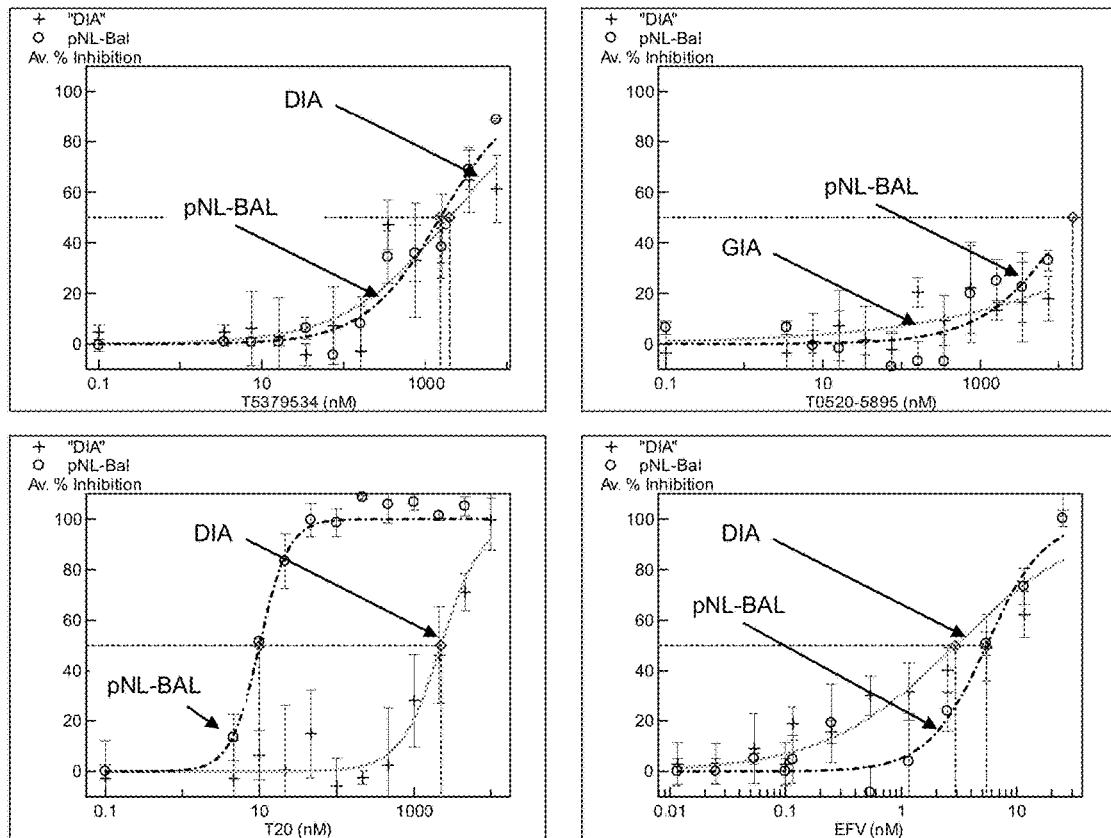 "DIA"
pNL-Bal
Av. % Inhibition
100
80
60
40
20
0
DIA
pNL-BAL
0.1
10
1000
T5379534 (nM)
"DIA"
pNL-Bal
Av. % Inhibition
100
80
60
40
20
0
pNL-BAL
GIA
0.1
10
1000
T0520-5895 (nM)
"DIA"
pNL-Bal
Av. % Inhibition
100
80
60
40
20
0
DIA
pNL-BAL
0.1
10
1000
T20 (nM)
"DIA"
pNL-Bal
Av. % Inhibition
100
80
60
40
20
0
DIA
pNL-BAL
0.01
0.1
1
10
EFV (nM)